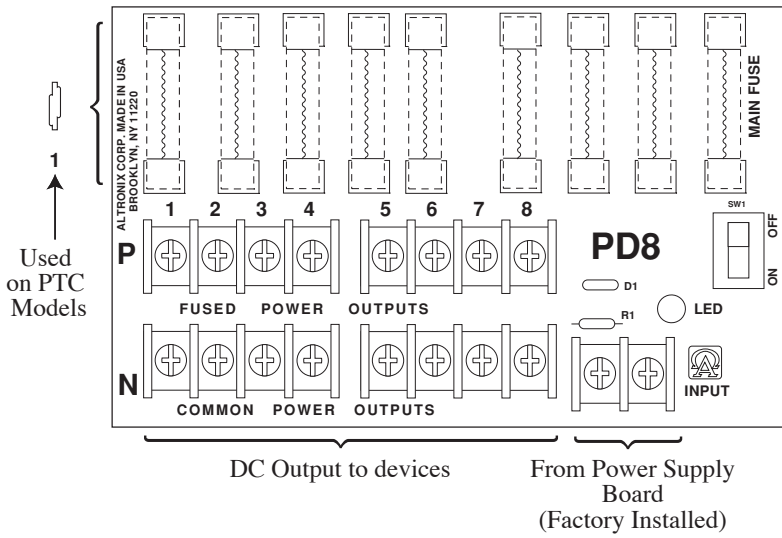 ALTRONIX CORP. MADE IN USA
BROOKLYN, NY 11220
MAIN FUSE
1
Used
on PTC
Models
1 2 3 4 5 6 7 8
P
PD8
SW1
OFF
ON
D1
FUSED POWER OUTPUTS
LED
R1
N
INPUT
COMMON POWER OUTPUTS
DC Output to devices
From Power Supply
Board
(Factory Installed)